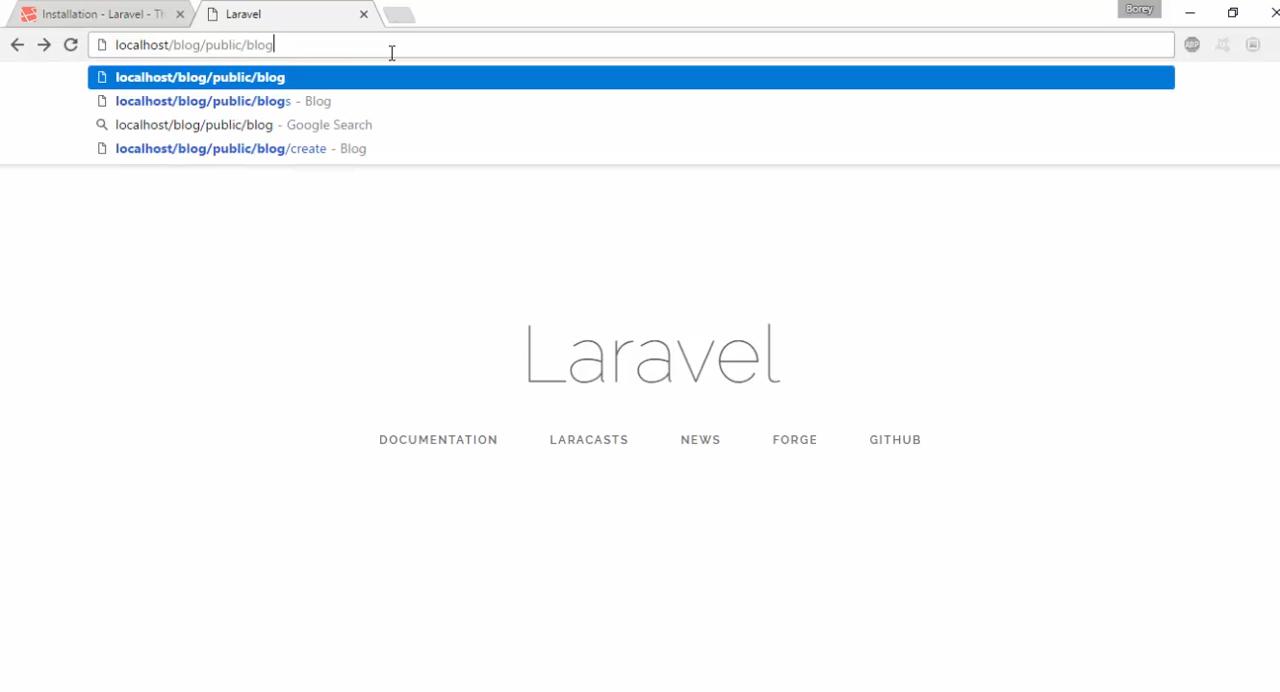 Installation - Laravel - Th
Laravel
Borey
localhost/blog/public/blog
ABP
localhost/blog/public/blog
localhost/blog/public/blogs - Blog
localhost/blog/public/blog - Google Search
localhost/blog/public/blog/create - Blog
Laravel
DOCUMENTATION LARACASTS NEWS FORGE GITHUB